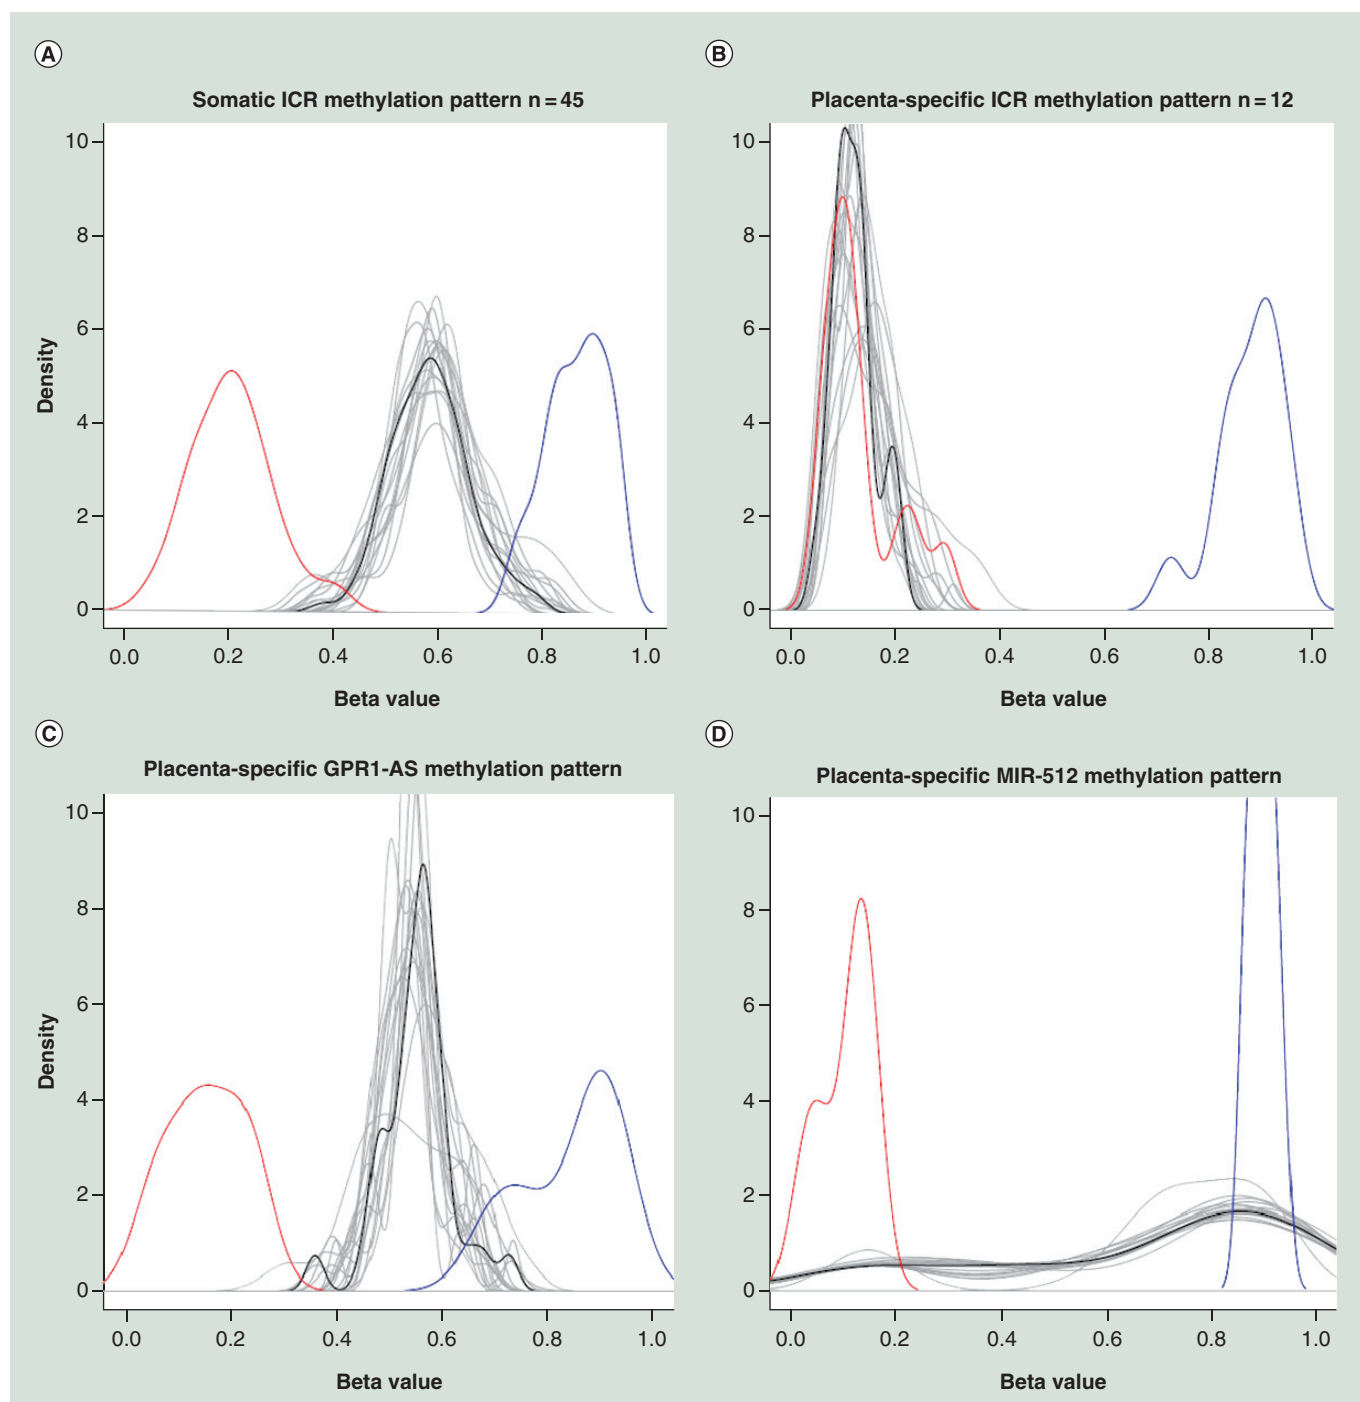 A
Somatic ICR methylation pattern n = 45
10
8
6
4
2
0
Density
0.0 0.2 0.4 0.6 0.8 1.0
Beta value
B
Placenta-specific ICR methylation pattern n = 12
10
8
6
4
2
0
0.0 0.2 0.4 0.6 0.8 1.0
Beta value
C
Placenta-specific GPR1-AS methylation pattern
10
8
6
4
2
0
Density
0.0 0.2 0.4 0.6 0.8 1.0
Beta value
D
Placenta-specific MIR-512 methylation pattern
10
8
6
4
2
0
0.0 0.2 0.4 0.6 0.8 1.0
Beta value